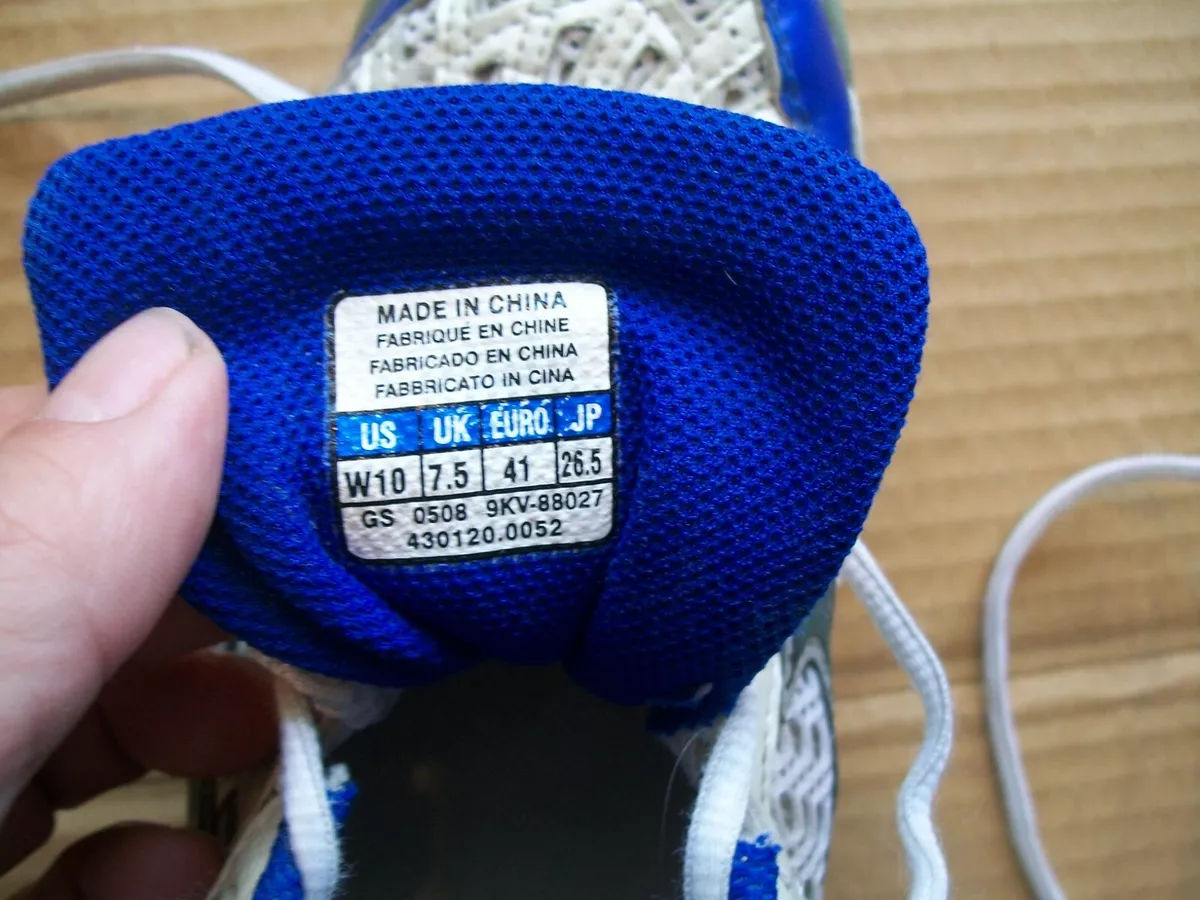 MADE IN CHINA
FABRIQUÉ EN CHINE
FABRICADO EN CHINA
FABBRICATO IN CINA
US UK EURO JP
W10 7.5 41 26.5
GS 0508 9KV-88027
430120.0052